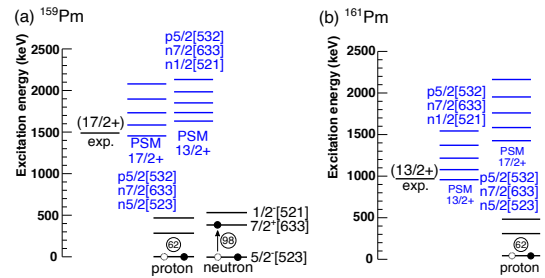 (a) ¹⁵⁹Pm
Excitation energy (keV)
2500
2000
1500
1000
500
0
(17/2+)
exp.
p5/2[532]
n7/2[633]
n1/2[521]
PSM
17/2+
PSM
13/2+
p5/2[532]
n7/2[633]
n5/2[523]
1/2⁻[521]
7/2⁺[633]
5/2⁻[523]
62
98
proton
neutron
(b) ¹⁶¹Pm
Excitation energy (keV)
2500
2000
1500
1000
500
0
(13/2+)
exp.
p5/2[532]
n7/2[633]
n1/2[521]
PSM
13/2+
PSM
17/2+
p5/2[532]
n7/2[633]
n5/2[523]
62
proton